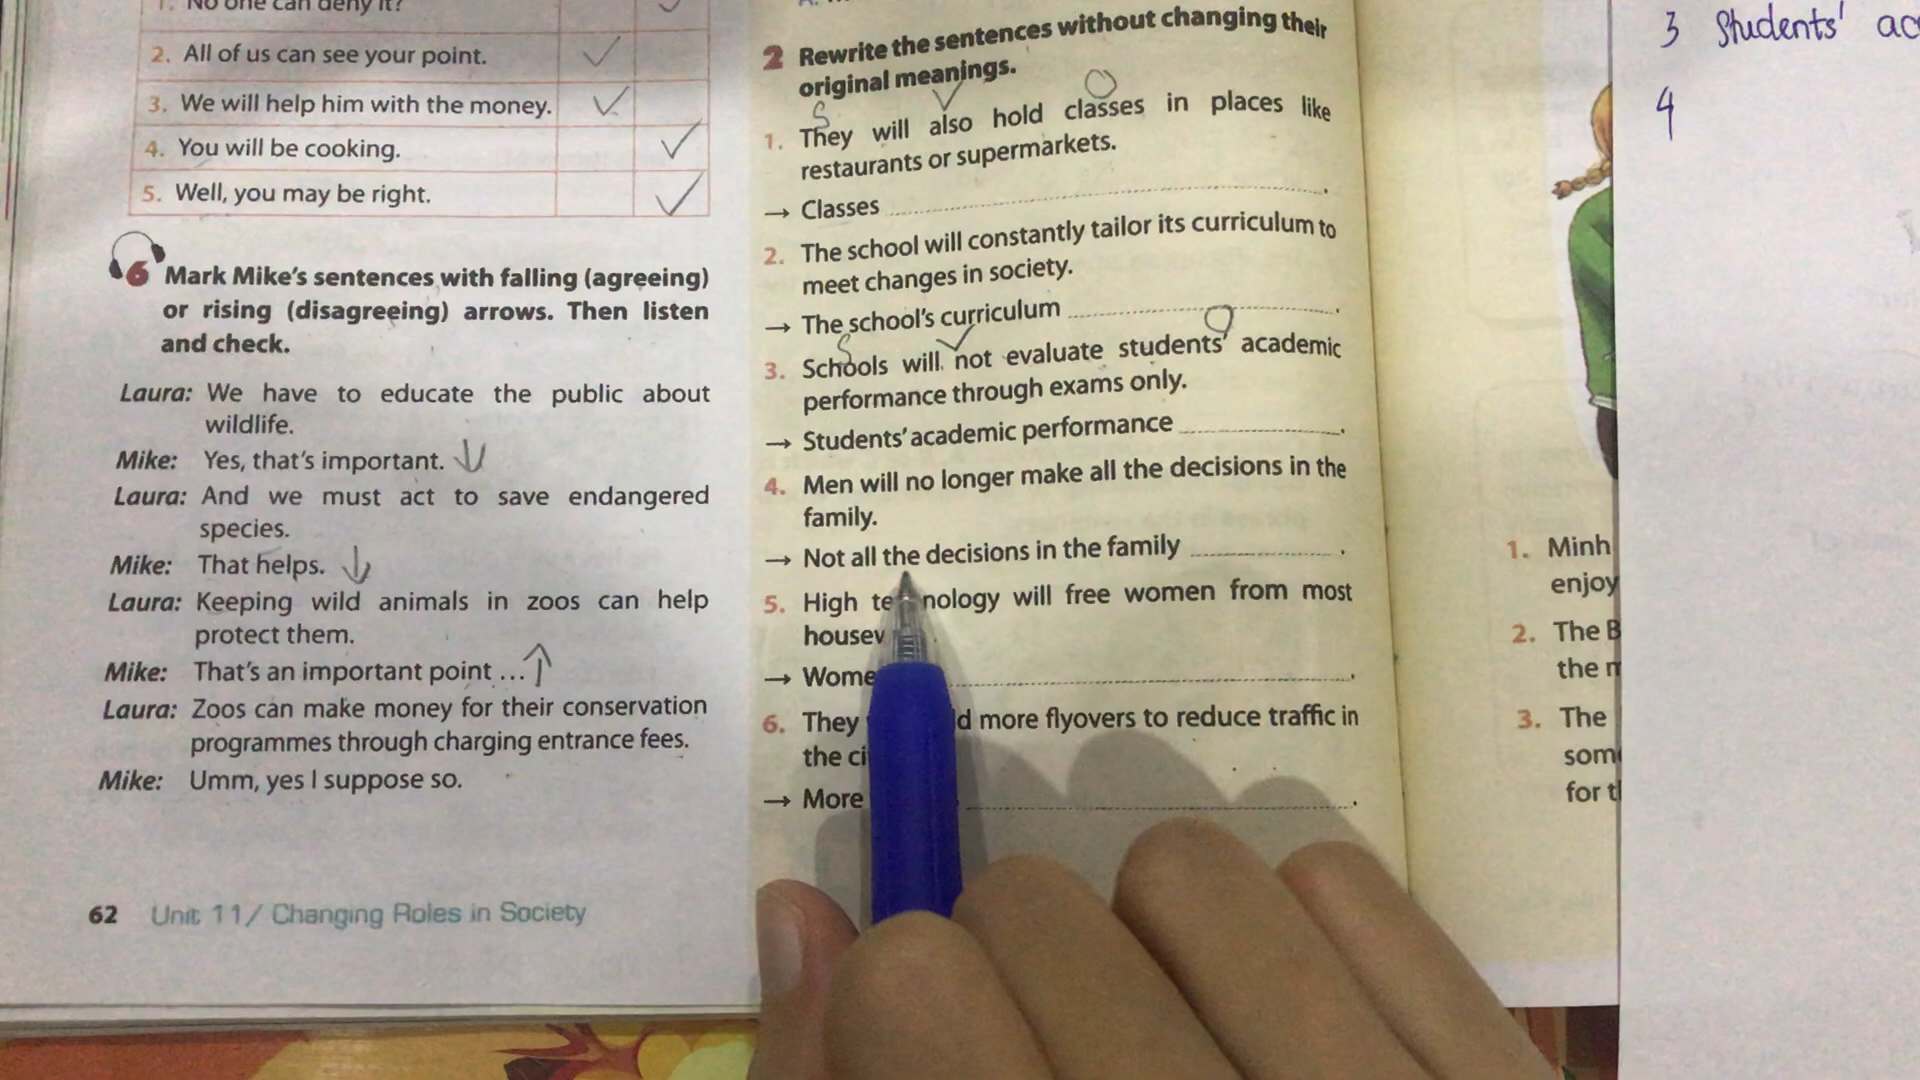 1. No one can deny it?
2. All of us can see your point.
3. We will help him with the money.
4. You will be cooking.
5. Well, you may be right.
6 Mark Mike's sentences with falling (agreeing)
or rising (disagreeing) arrows. Then listen
and check.
Laura: We have to educate the public about
wildlife.
Mike: Yes, that's important.
Laura: And we must act to save endangered
species.
Mike: That helps.
Laura: Keeping wild animals in zoos can help
protect them.
Mike: That's an important point ...
Laura: Zoos can make money for their conservation
programmes through charging entrance fees.
Mike: Umm, yes I suppose so.
62 Unit 11/ Changing Roles in Society
2 Rewrite the sentences without changing their
original meanings.
S V O
1. They will also hold classes in places like
restaurants or supermarkets.
→ Classes
2. The school will constantly tailor its curriculum to
meet changes in society.
→ The school's curriculum
S V O
3. Schools will not evaluate students' academic
performance through exams only.
→ Students' academic performance
4. Men will no longer make all the decisions in the
family.
→ Not all the decisions in the family
5. High te nology will free women from most
housev
→ Wome
6. They d more flyovers to reduce traffic in
the ci
→ More
1. Minh
enjoy
2. The B
the
3. The
som
for t
3 Students' ac
4